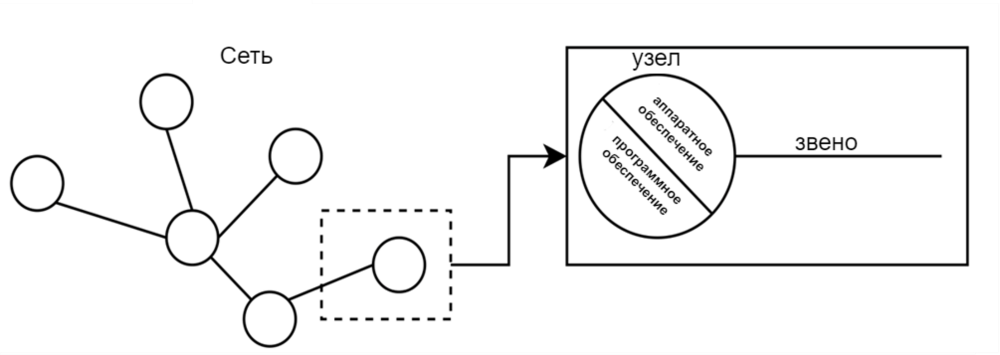 Сеть
узел
аппаратное
обеспечение
программное
обеспечение
звено